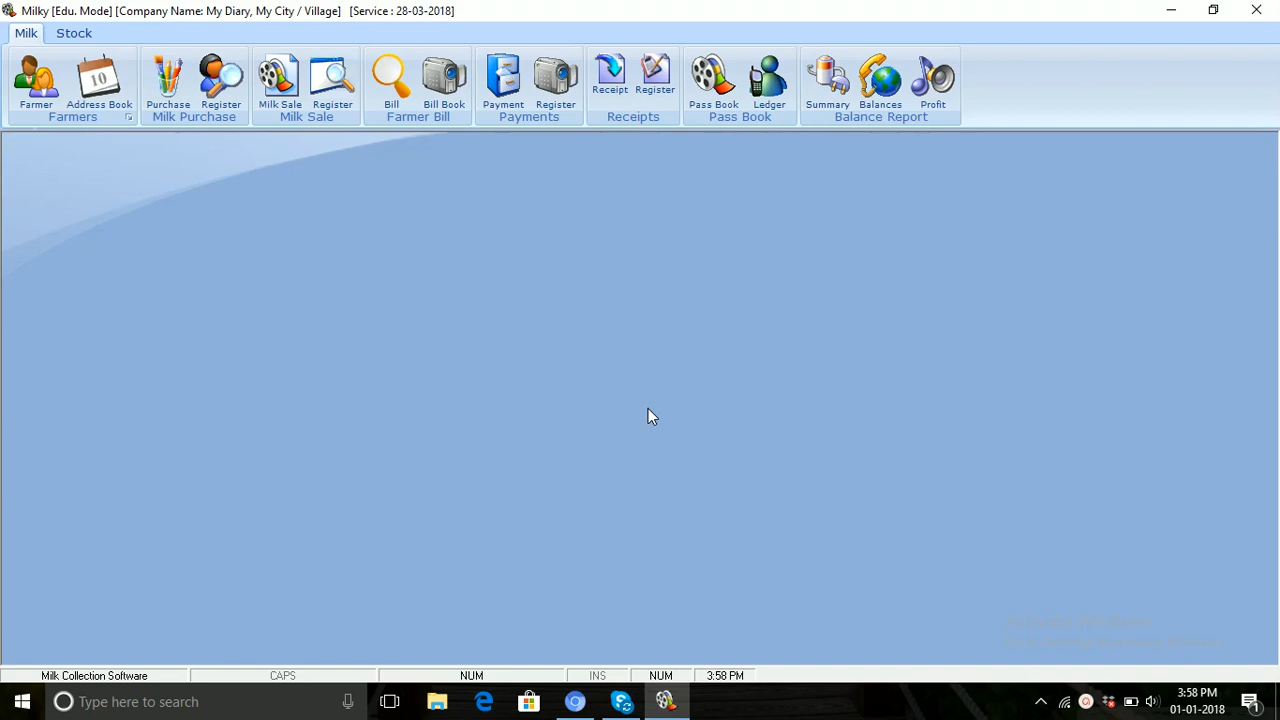 Milky [Edu. Mode] [Company Name: My Diary, My City / Village] [Service : 28-03-2018]
Milk Stock
Farmer Address Book Purchase Register Milk Sale Register Bill Bill Book Payment Register Receipt Register Pass Book Ledger Summary Balances Profit
10
Farmers Milk Purchase Milk Sale Farmer Bill Payments Receipts Pass Book Balance Report
Milk Collection Software CAPS NUM INS NUM 3:58 PM
Type here to search
3:58 PM
01-01-2018
1